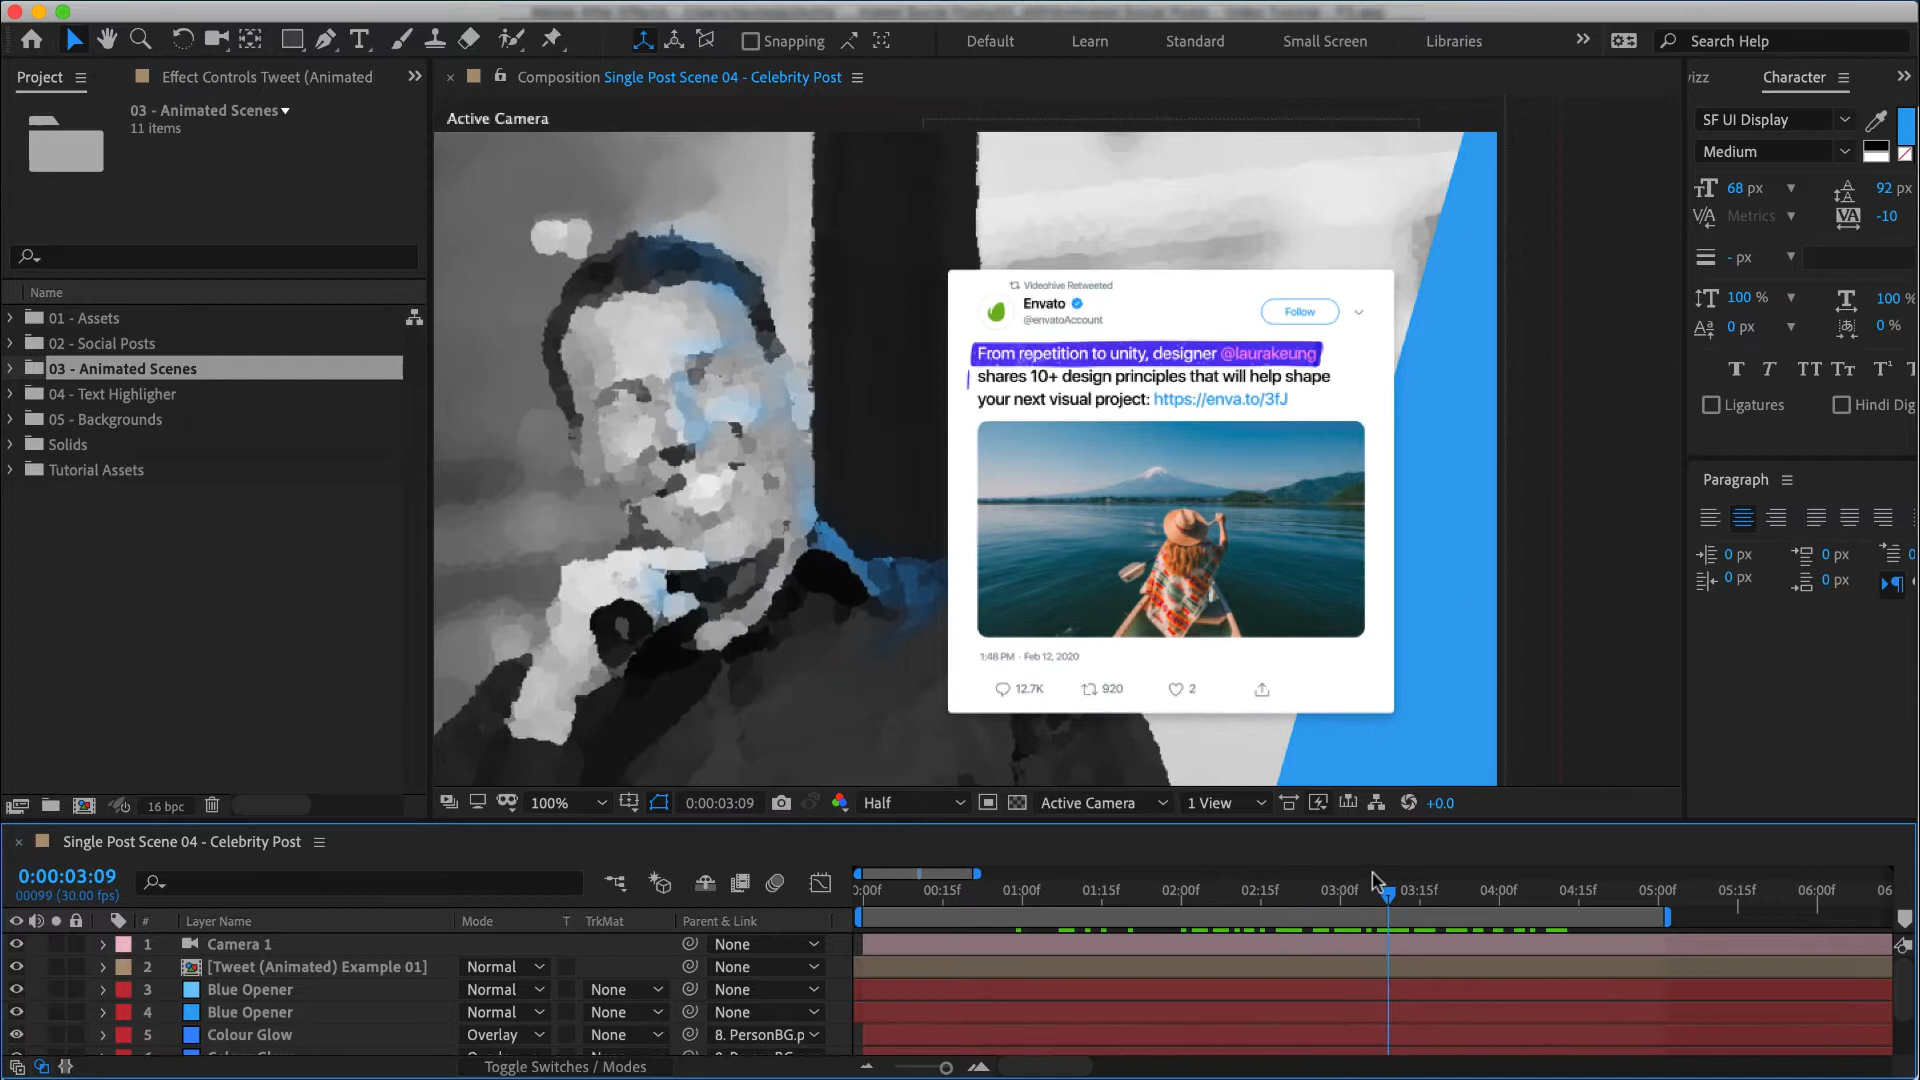 Snapping
Default
Learn
Standard
Small Screen
Libraries
Search Help
Project
Effect Controls Tweet (Animated
Composition Single Post Scene 04 - Celebrity Post
vizz
Character
03 - Animated Scenes
11 items
Active Camera
SF UI Display
Medium
68 px
92 px
Metrics
-10
- px
100 %
100 %
0 px
0 %
Ligatures
Hindi Dig
Name
01 - Assets
02 - Social Posts
03 - Animated Scenes
04 - Text Highligher
05 - Backgrounds
Solids
Tutorial Assets
Videohive Retweeted
Envato
@envatoAccount
Follow
From repetition to unity, designer @laurakeung
shares 10+ design principles that will help shape
your next visual project: https://enva.to/3fJ
1:48 PM · Feb 12, 2020
12.7K
920
2
Paragraph
0 px
0 px
0
0 px
0 px
16 bpc
100%
0:00:03:09
Half
Active Camera
1 View
+0.0
Single Post Scene 04 - Celebrity Post
0:00:03:09
00099 (30.00 fps)
0:00f
00:15f
01:00f
01:15f
02:00f
02:15f
03:00f
03:15f
04:00f
04:15f
05:00f
05:15f
06:00f
06
#
Layer Name
Mode
T
TrkMat
Parent & Link
1
Camera 1
None
2
[Tweet (Animated) Example 01]
Normal
None
3
Blue Opener
Normal
None
None
4
Blue Opener
Normal
None
None
5
Colour Glow
Overlay
None
8. PersonBG.p
Toggle Switches / Modes